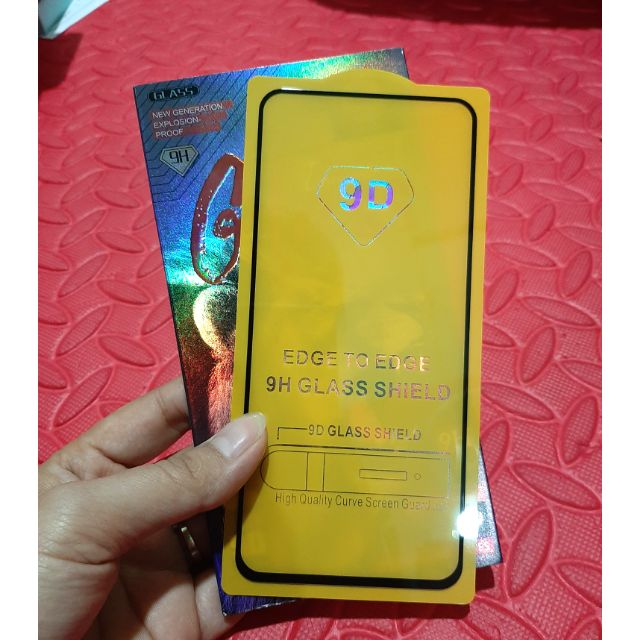 GLASS
NEW GENERATION
EXPLOSION-
PROOF
9H
9D
EDGE TO EDGE
9H GLASS SHIELD
9D GLASS SHIELD
High Quality Curve Screen Guard